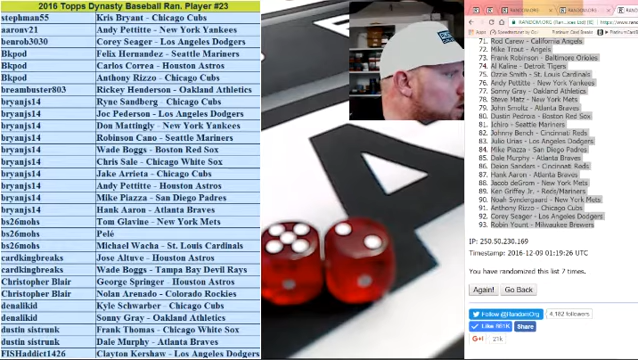 2016 Topps Dynasty Baseball Ran. Player #23
stephman55 Kris Bryant - Chicago Cubs
aaronv21 Andy Pettitte - New York Yankees
benrob3030 Corey Seager - Los Angeles Dodgers
Bkpod Felix Hernandez - Seattle Mariners
Bkpod Carlos Correa - Houston Astros
Bkpod Anthony Rizzo - Chicago Cubs
breambuster803 Rickey Henderson - Oakland Athletics
bryanjs14 Ryne Sandberg - Chicago Cubs
bryanjs14 Joc Pederson - Los Angeles Dodgers
bryanjs14 Don Mattingly - New York Yankees
bryanjs14 Robinson Cano - Seattle Mariners
bryanjs14 Wade Boggs - Boston Red Sox
bryanjs14 Chris Sale - Chicago White Sox
bryanjs14 Jake Arrieta - Chicago Cubs
bryanjs14 Andy Pettitte - Houston Astros
bryanjs14 Mike Piazza - San Diego Padres
bryanjs14 Hank Aaron - Atlanta Braves
bs26mohs Tom Glavine - New York Mets
bs26mohs Pelé
bs26mohs Michael Wacha - St. Louis Cardinals
cardkingbreaks Jose Altuve - Houston Astros
cardkingbreaks Wade Boggs - Tampa Bay Devil Rays
Christopher Blair George Springer - Houston Astros
Christopher Blair Nolan Arenado - Colorado Rockies
denalikid Kyle Schwarber - Chicago Cubs
denalikid Sonny Gray - Oakland Athletics
dustin sistrunk Frank Thomas - Chicago White Sox
dustin sistrunk Dale Murphy - Atlanta Braves
FISHaddict1426 Clayton Kershaw - Los Angeles Dodgers
71. Rod Carew - California Angels
72. Mike Trout - Angels
73. Frank Robinson - Baltimore Orioles
74. Al Kaline - Detroit Tigers
75. Ozzie Smith - St. Louis Cardinals
76. Andy Pettitte - New York Yankees
77. Sonny Gray - Oakland Athletics
78. Steve Matz - New York Mets
79. John Smoltz - Atlanta Braves
80. Dustin Pedroia - Boston Red Sox
81. Ichiro - Seattle Mariners
82. Johnny Bench - Cincinnati Reds
83. Julio Urias - Los Angeles Dodgers
84. Mike Piazza - San Diego Padres
85. Dale Murphy - Atlanta Braves
86. Deion Sanders - Cincinnati Reds
87. Hank Aaron - Atlanta Braves
88. Jacob deGrom - New York Mets
89. Ken Griffey Jr. - Reds/Mariners
90. Noah Syndergaard - New York Mets
91. Anthony Rizzo - Chicago Cubs
92. Corey Seager - Los Angeles Dodgers
93. Robin Yount - Milwaukee Brewers
IP: 250.50.230.169
Timestamp: 2016-12-09 01:19:26 UTC
You have randomized this list 7 times.
Again! Go Back
Follow @RandomOrg 4,182 followers
Like 881K Share
G+1 21k